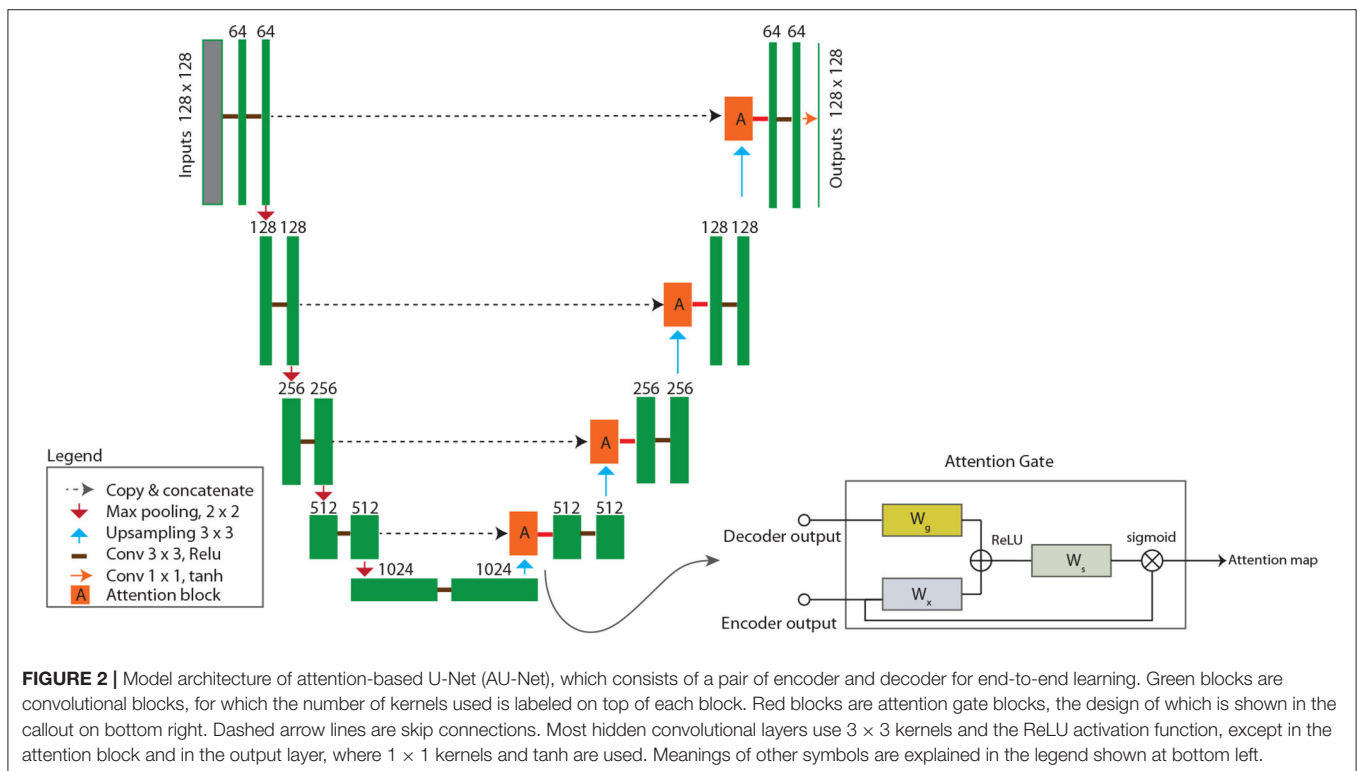 64 64
Inputs 128 x 128
64 64
Outputs 128 x 128
A
128 128
128 128
A
256 256
256 256
A
512 512
512 512
A
1024 1024
Legend
Copy & concatenate
Max pooling, 2 x 2
Upsampling 3 x 3
Conv 3 x 3, Relu
Conv 1 x 1, tanh
A Attention block
Attention Gate
Decoder output
W_g
ReLU
sigmoid
W_s
Attention map
W_x
Encoder output
FIGURE 2 | Model architecture of attention-based U-Net (AU-Net), which consists of a pair of encoder and decoder for end-to-end learning. Green blocks are
convolutional blocks, for which the number of kernels used is labeled on top of each block. Red blocks are attention gate blocks, the design of which is shown in the
callout on bottom right. Dashed arrow lines are skip connections. Most hidden convolutional layers use 3 × 3 kernels and the ReLU activation function, except in the
attention block and in the output layer, where 1 × 1 kernels and tanh are used. Meanings of other symbols are explained in the legend shown at bottom left.